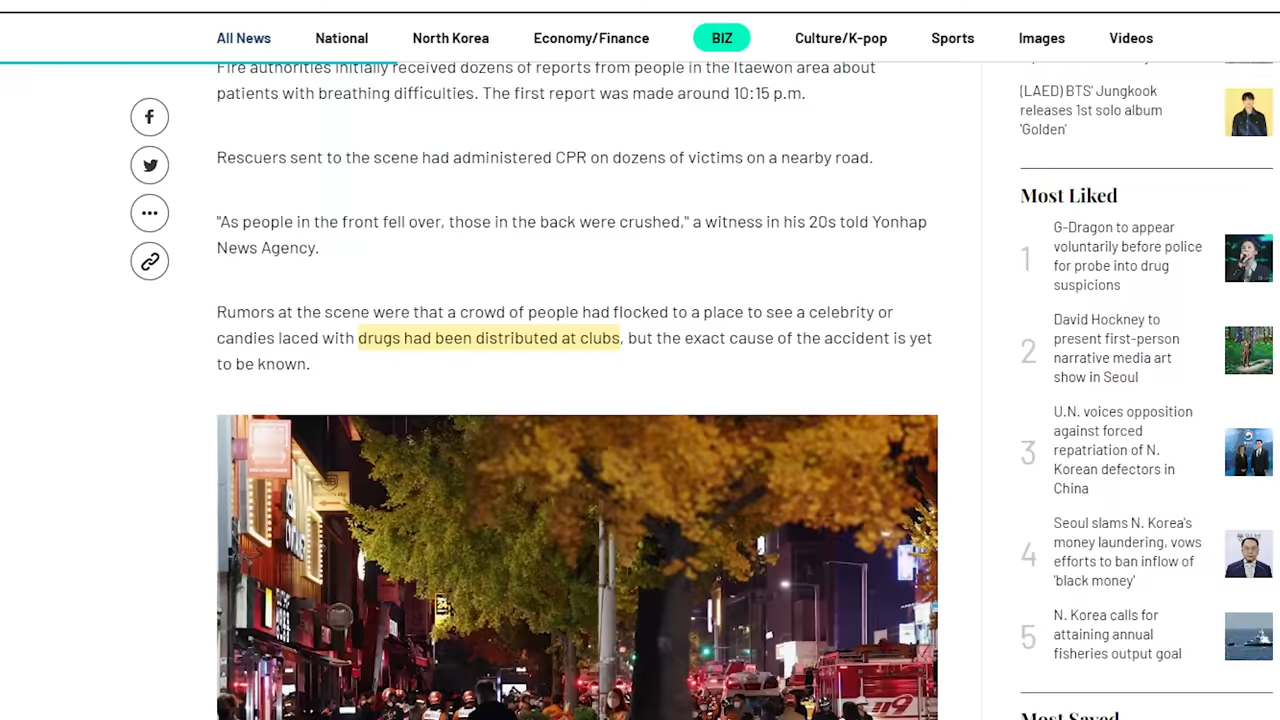 All News National North Korea Economy/Finance BIZ Culture/K-pop Sports Images Videos
Fire authorities initially received dozens of reports from people in the Itaewon area about
patients with breathing difficulties. The first report was made around 10:15 p.m.
Rescuers sent to the scene had administered CPR on dozens of victims on a nearby road.
"As people in the front fell over, those in the back were crushed," a witness in his 20s told Yonhap
News Agency.
Rumors at the scene were that a crowd of people had flocked to a place to see a celebrity or
candies laced with drugs had been distributed at clubs, but the exact cause of the accident is yet
to be known.
119
(LAED) BTS' Jungkook
releases 1st solo album
'Golden'
Most Liked
1
G-Dragon to appear
voluntarily before police
for probe into drug
suspicions
2
David Hockney to
present first-person
narrative media art
show in Seoul
3
U.N. voices opposition
against forced
repatriation of N.
Korean defectors in
China
4
Seoul slams N. Korea's
money laundering, vows
efforts to ban inflow of
'black money'
5
N. Korea calls for
attaining annual
fisheries output goal
Most Saved